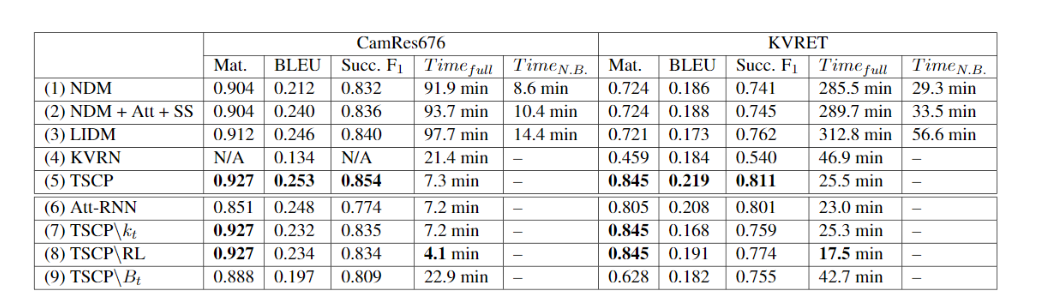 CamRes676 KVRET
Mat. BLEU Succ. F1 Time_full Time_N.B. Mat. BLEU Succ. F1 Time_full Time_N.B.
(1) NDM 0.904 0.212 0.832 91.9 min 8.6 min 0.724 0.186 0.741 285.5 min 29.3 min
(2) NDM + Att + SS 0.904 0.240 0.836 93.7 min 10.4 min 0.724 0.188 0.745 289.7 min 33.5 min
(3) LIDM 0.912 0.246 0.840 97.7 min 14.4 min 0.721 0.173 0.762 312.8 min 56.6 min
(4) KVRN N/A 0.134 N/A 21.4 min – 0.459 0.184 0.540 46.9 min –
(5) TSCP 0.927 0.253 0.854 7.3 min – 0.845 0.219 0.811 25.5 min –
(6) Att-RNN 0.851 0.248 0.774 7.2 min – 0.805 0.208 0.801 23.0 min –
(7) TSCP\k_t 0.927 0.232 0.835 7.2 min – 0.845 0.168 0.759 25.3 min –
(8) TSCP\RL 0.927 0.234 0.834 4.1 min – 0.845 0.191 0.774 17.5 min –
(9) TSCP\B_t 0.888 0.197 0.809 22.9 min – 0.628 0.182 0.755 42.7 min –